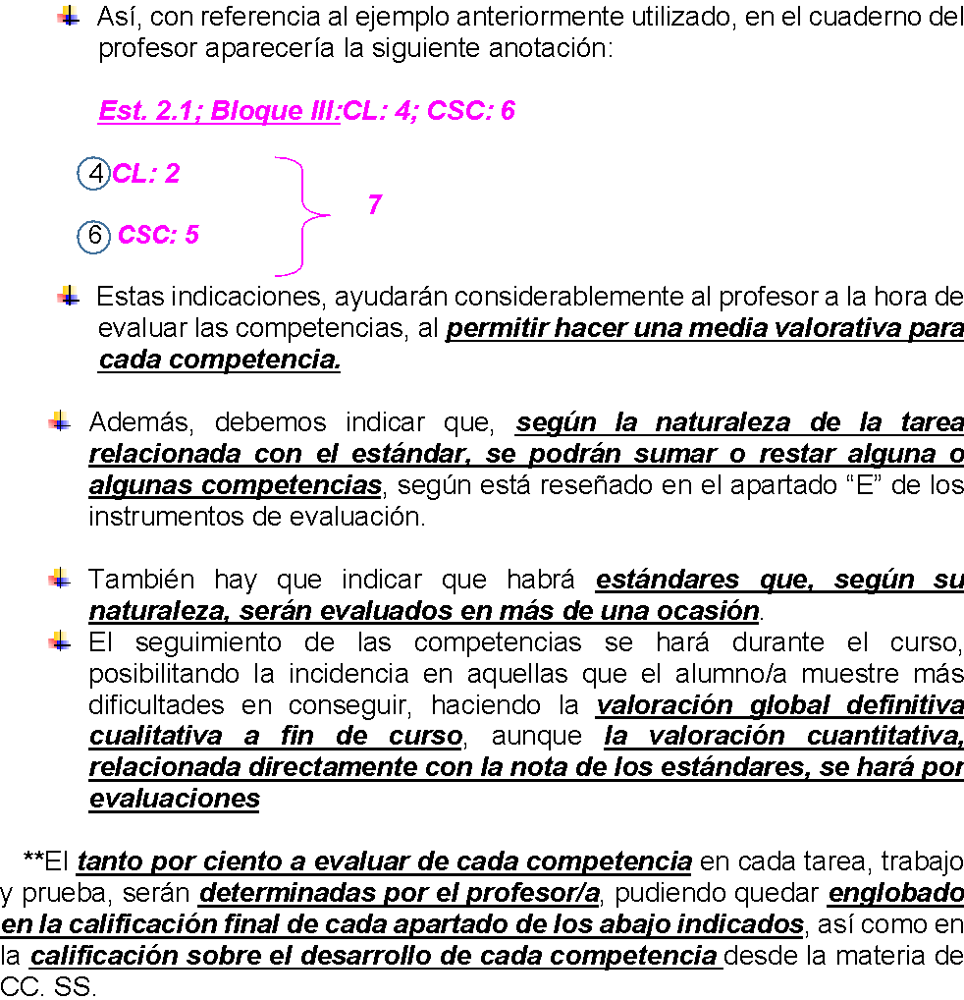 Así, con referencia al ejemplo anteriormente utilizado, en el cuaderno del
profesor aparecería la siguiente anotación:
Est. 2.1; Bloque III:CL: 4; CSC: 6
4 CL: 2
7
6 CSC: 5
Estas indicaciones, ayudarán considerablemente al profesor a la hora de
evaluar las competencias, al permitir hacer una media valorativa para
cada competencia.
Además, debemos indicar que, según la naturaleza de la tarea
relacionada con el estándar, se podrán sumar o restar alguna o
algunas competencias, según está reseñado en el apartado “E” de los
instrumentos de evaluación.
También hay que indicar que habrá estándares que, según su
naturaleza, serán evaluados en más de una ocasión.
El seguimiento de las competencias se hará durante el curso,
posibilitando la incidencia en aquellas que el alumno/a muestre más
dificultades en conseguir, haciendo la valoración global definitiva
cualitativa a fin de curso, aunque la valoración cuantitativa,
relacionada directamente con la nota de los estándares, se hará por
evaluaciones
**El tanto por ciento a evaluar de cada competencia en cada tarea, trabajo
y prueba, serán determinadas por el profesor/a, pudiendo quedar englobado
en la calificación final de cada apartado de los abajo indicados, así como en
la calificación sobre el desarrollo de cada competencia desde la materia de
CC. SS.